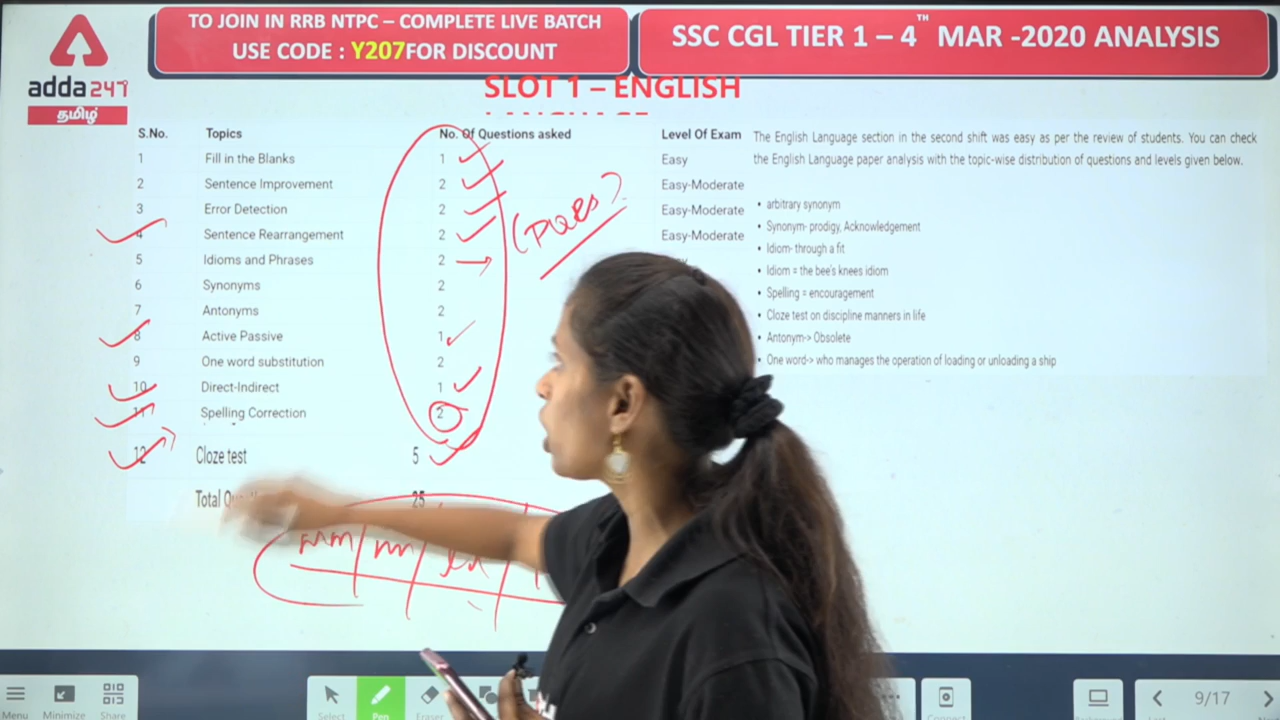 TO JOIN IN RRB NTPC – COMPLETE LIVE BATCH
USE CODE : Y207FOR DISCOUNT
SSC CGL TIER 1 – 4TH MAR -2020 ANALYSIS
adda247
தமிழ்
SLOT 1 – ENGLISH
S.No. Topics No. Of Questions asked Level Of Exam
1 Fill in the Blanks 1 Easy
2 Sentence Improvement 2 Easy-Moderate
3 Error Detection 2 Easy-Moderate
4 Sentence Rearrangement 2 Easy-Moderate
5 Idioms and Phrases 2
6 Synonyms 2
7 Antonyms 2
8 Active Passive 1
9 One word substitution 2
10 Direct-Indirect 1
11 Spelling Correction 2
12 Cloze test 5
Total 25
(PQRS)
The English Language section in the second shift was easy as per the review of students. You can check
the English Language paper analysis with the topic-wise distribution of questions and levels given below.
• arbitrary synonym
• Synonym- prodigy, Acknowledgement
• Idiom- through a fit
• Idiom = the bee's knees idiom
• Spelling = encouragement
• Cloze test on discipline manners in life
• Antonym-> Obsolete
• One word-> who manages the operation of loading or unloading a ship
Menu Minimize Share Select Pen Eraser Connect 9/17